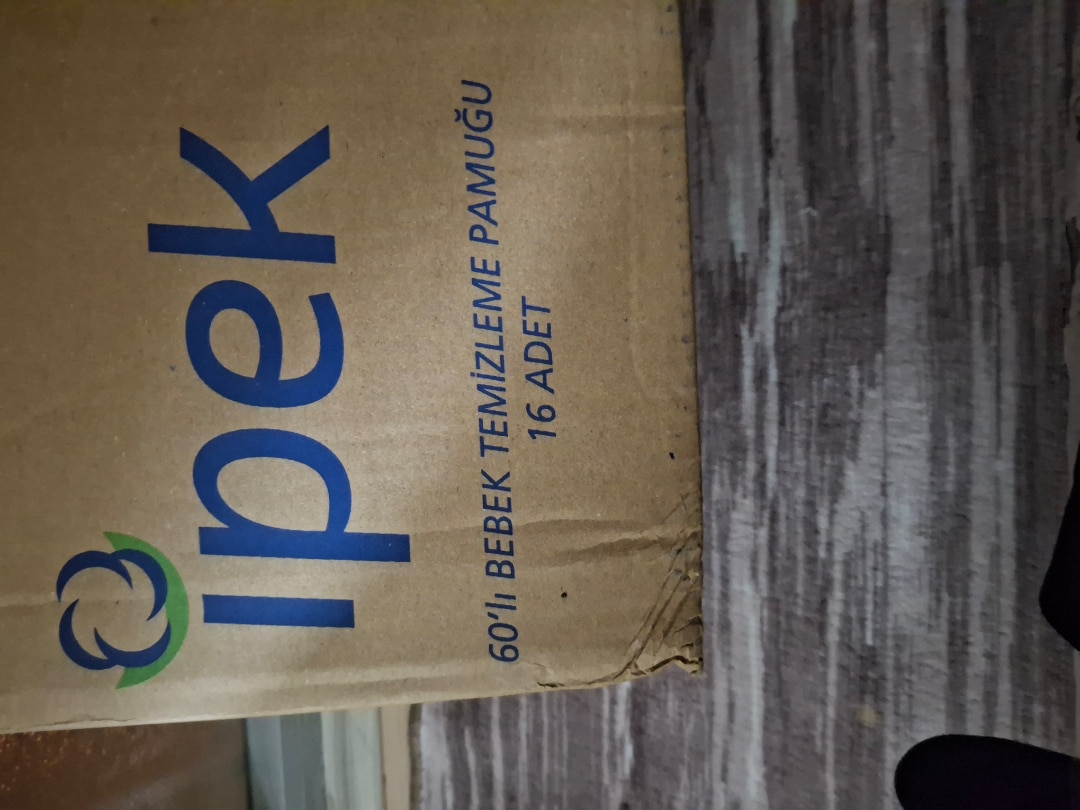 ipek
60'lı BEBEK TEMİZLEME PAMUĞU
16 ADET